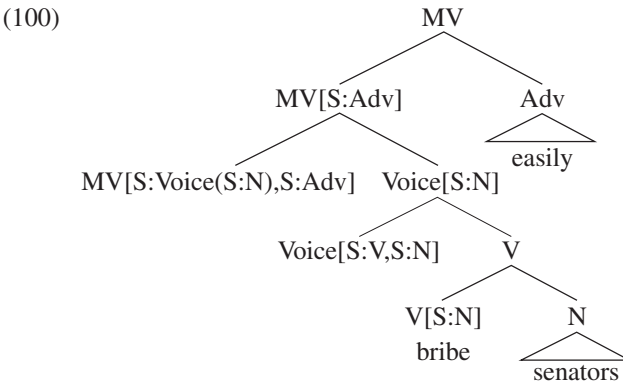 (100) MV
MV[S:Adv] Adv
easily
MV[S:Voice(S:N),S:Adv] Voice[S:N]
Voice[S:V,S:N] V
V[S:N] N
bribe
senators